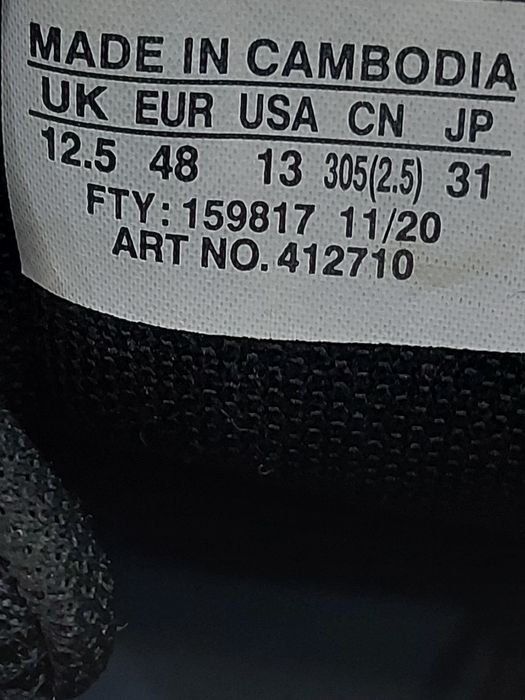 MADE IN CAMBODIA
UK EUR USA CN JP
12.5 48 13 305(2.5) 31
FTY: 159817 11/20
ART NO. 412710